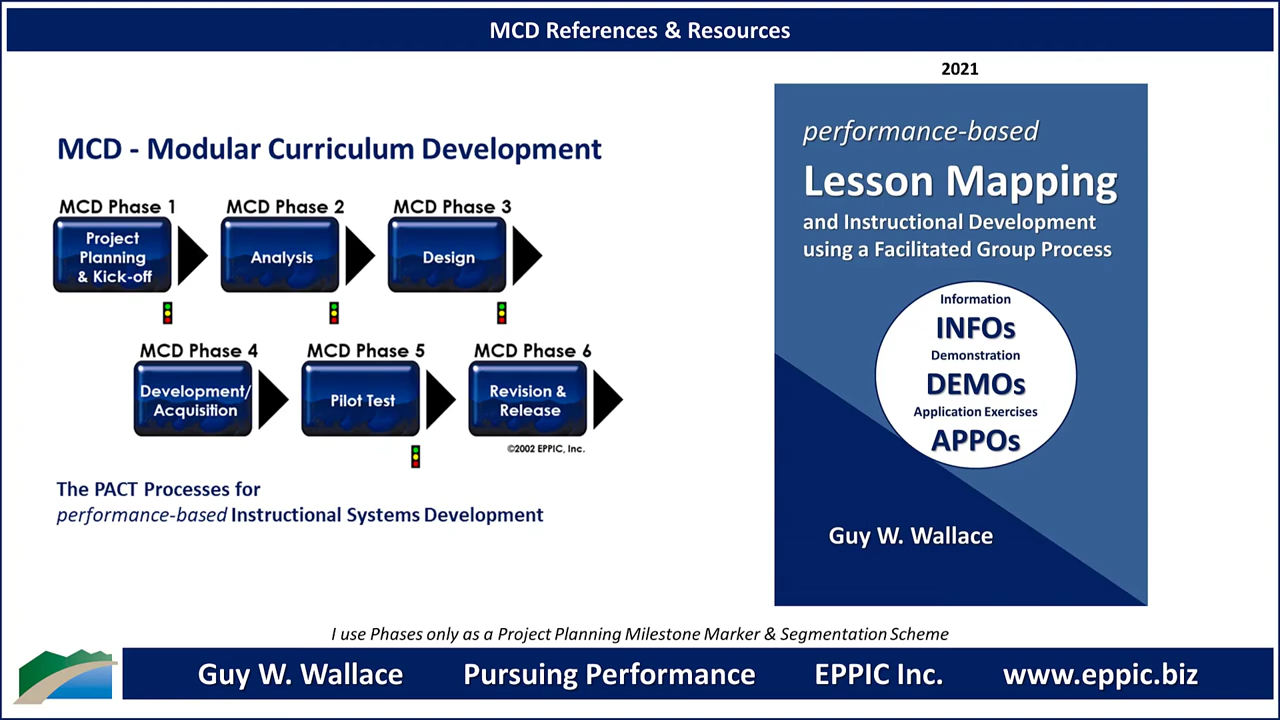 MCD References & Resources
2021
MCD - Modular Curriculum Development
MCD Phase 1
MCD Phase 2
MCD Phase 3
Project
Planning
& Kick-off
Analysis
Design
MCD Phase 4
MCD Phase 5
MCD Phase 6
Development/
Acquisition
Pilot Test
Revision &
Release
©2002 EPPIC, Inc.
The PACT Processes for
performance-based Instructional Systems Development
performance-based
Lesson Mapping
and Instructional Development
using a Facilitated Group Process
Information
INFOs
Demonstration
DEMOs
Application Exercises
APPOs
Guy W. Wallace
I use Phases only as a Project Planning Milestone Marker & Segmentation Scheme
Guy W. Wallace Pursuing Performance EPPIC Inc. www.eppic.biz